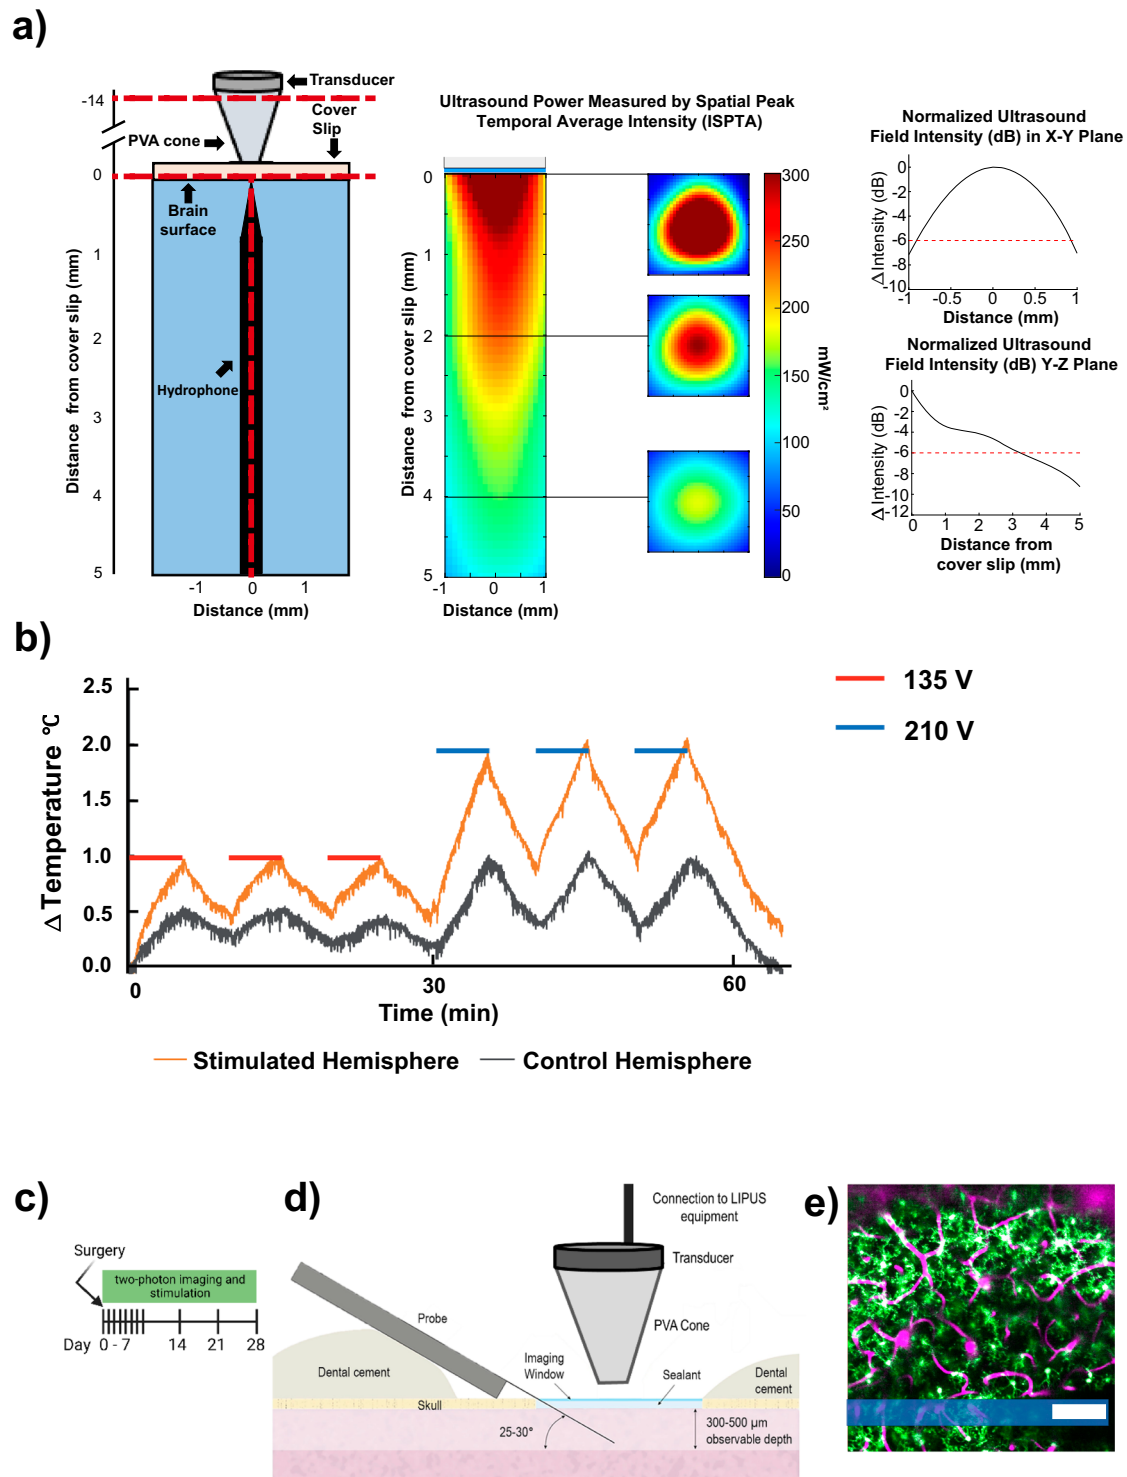 a)
Transducer
Cover
Slip
PVA cone
-14
0
1
2
3
4
5
Brain
surface
Hydrophone
Distance from cover slip (mm)
-1
0
1
Distance (mm)
Ultrasound Power Measured by Spatial Peak
Temporal Average Intensity (ISPTA)
0
1
2
3
4
5
Distance from cover slip (mm)
-1
0
1
Distance (mm)
300
250
200
150
100
50
0
mW/cm²
Normalized Ultrasound
Field Intensity (dB) in X-Y Plane
0
-2
-4
-6
-8
-10
Δ Intensity (dB)
-1
-0.5
0
0.5
1
Distance (mm)
Normalized Ultrasound
Field Intensity (dB) Y-Z Plane
0
-2
-4
-6
-8
-10
-12
Δ Intensity (dB)
0
1
2
3
4
5
Distance from
cover slip (mm)
b)
2.5
2.0
1.5
1.0
0.5
0.0
Δ Temperature °C
0
30
60
Time (min)
135 V
210 V
Stimulated Hemisphere
Control Hemisphere
c)
Surgery
two-photon imaging and
stimulation
Day
0 - 7
14
21
28
d)
Connection to LIPUS
equipment
Transducer
Probe
PVA Cone
Dental cement
Imaging
Window
Sealant
Dental
cement
Skull
25-30°
300-500 μm
observable depth
e)